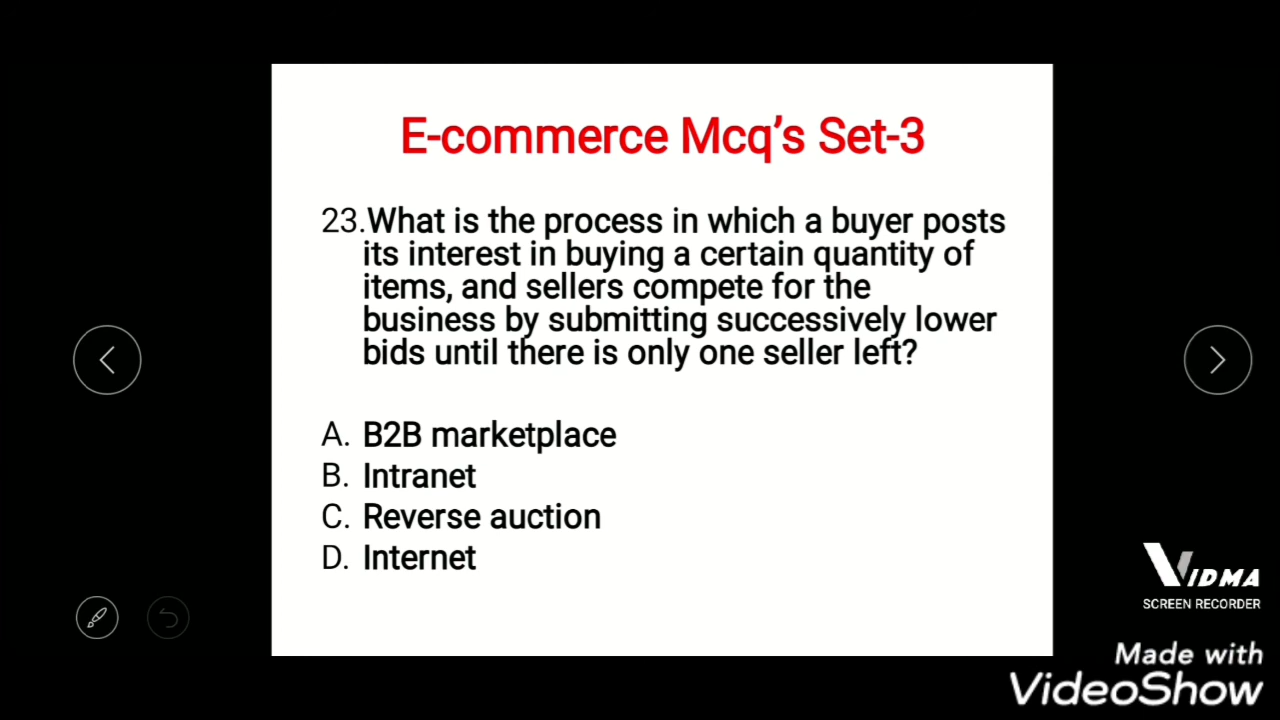 E-commerce Mcq's Set-3
23.What is the process in which a buyer posts
its interest in buying a certain quantity of
items, and sellers compete for the
business by submitting successively lower
bids until there is only one seller left?
A. B2B marketplace
B. Intranet
C. Reverse auction
D. Internet
VIDMA
SCREEN RECORDER
Made with
VideoShow